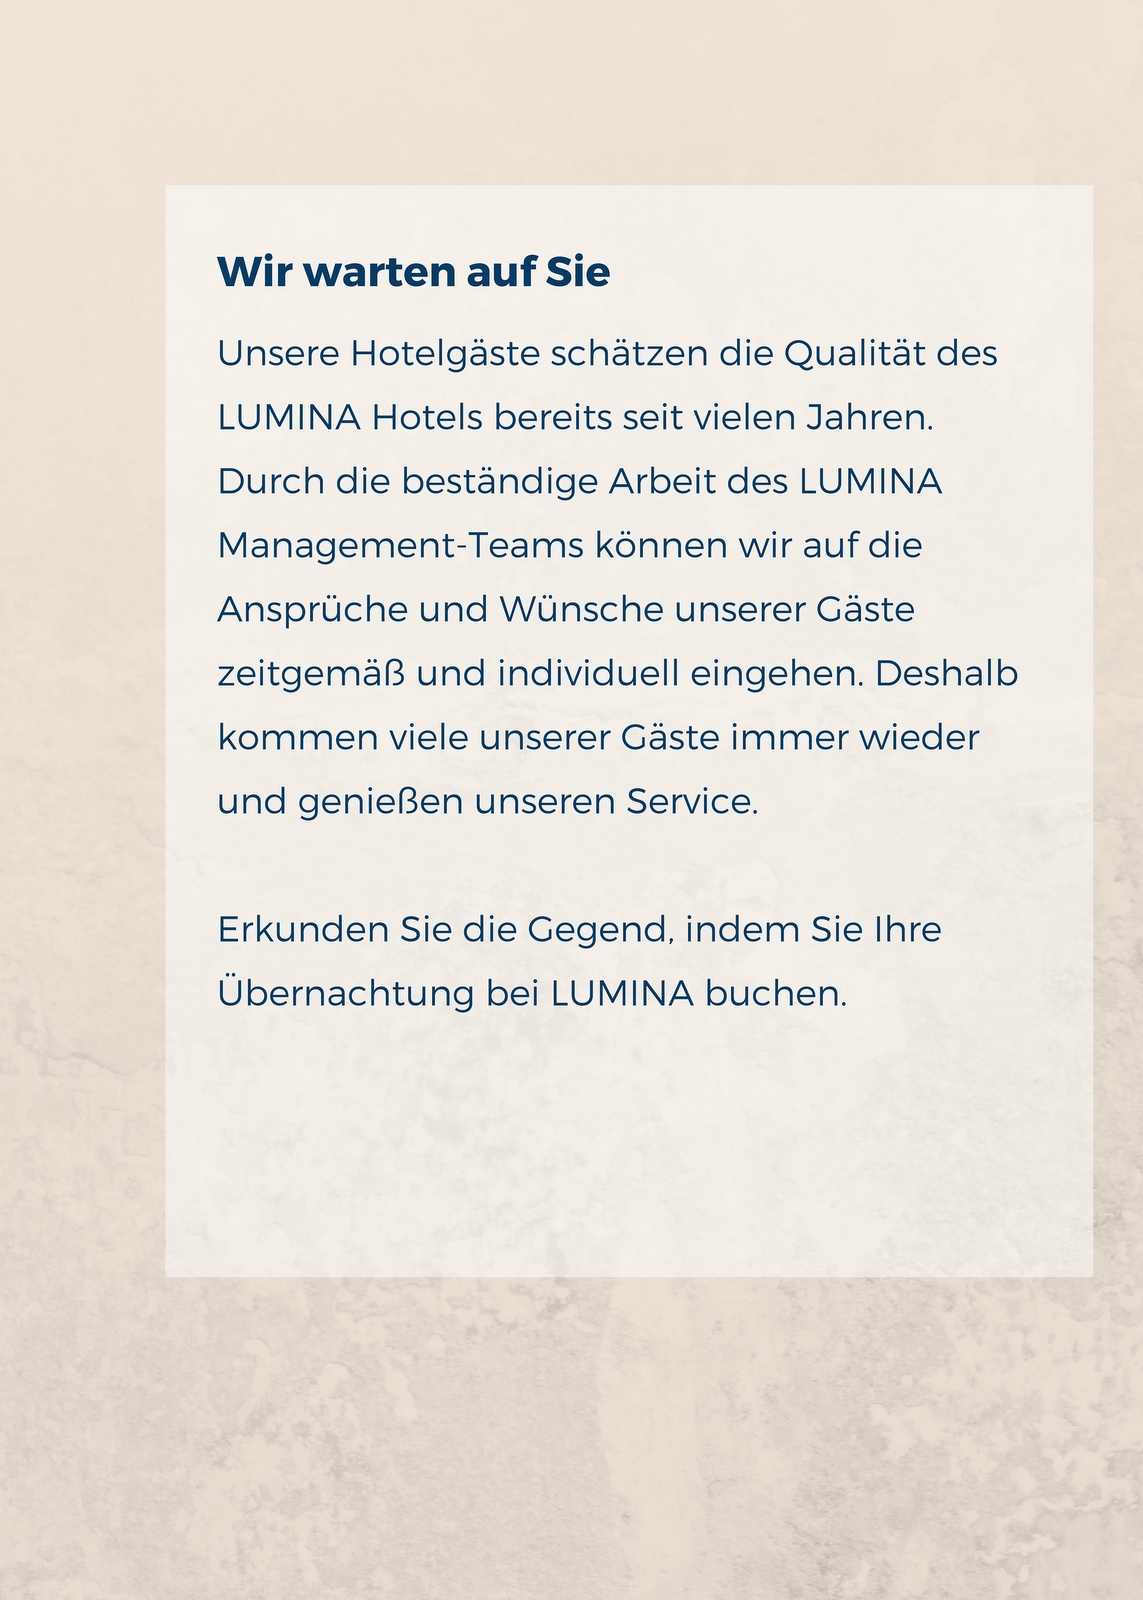 Wir warten auf Sie
Unsere Hotelgäste schätzen die Qualität des
LUMINA Hotels bereits seit vielen Jahren.
Durch die beständige Arbeit des LUMINA
Management-Teams können wir auf die
Ansprüche und Wünsche unserer Gäste
zeitgemäß und individuell eingehen. Deshalb
kommen viele unserer Gäste immer wieder
und genießen unseren Service.
Erkunden Sie die Gegend, indem Sie Ihre
Übernachtung bei LUMINA buchen.